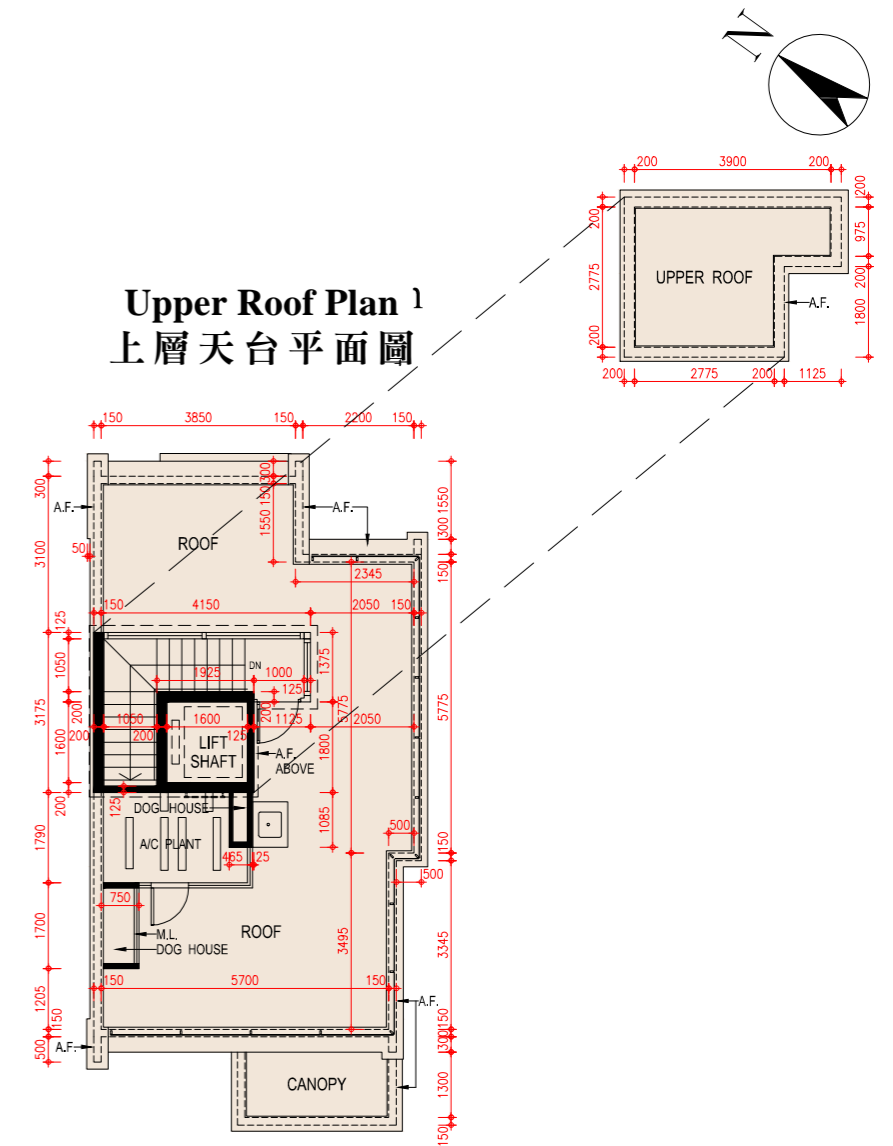 N
200 3900 200
200
975
200
1800
200
2775
200
UPPER ROOF
A.F.
200 2775 200 1125
Upper Roof Plan 1
上層天台平面圖
150 3850 150 2200 150
300
3100
125
3175
1790
1700
1205
150
500
A.F.
50
300
150
1550
A.F.
ROOF
2345
1550
300
150
5775
150
500
3345
150
300
1300
150
150 4150 2050 150
1050
200
1600
200
1925 1000
DN
125
1375
5775
200
200 1050 200 1600 125 1125 2050
LIFT
SHAFT
A.F.
ABOVE
1800
125
DOG HOUSE
A/C PLANT
1085
500
465 125
750
M.L.
DOG HOUSE
ROOF
3495
150 5700 150
A.F.
A.F.
CANOPY